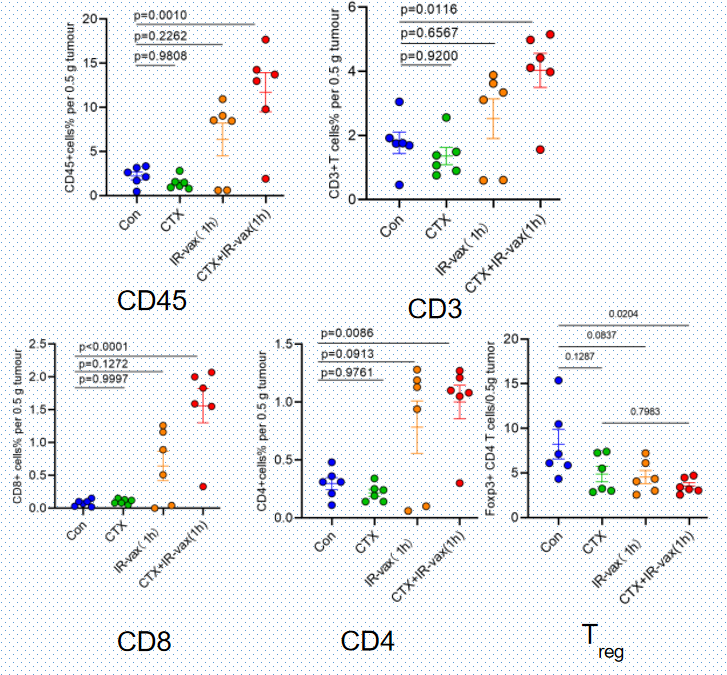 CD45+cells% per 0.5 g tumour
20
15
10
5
0
p=0.0010
p=0.2262
p=0.9808
Con
CTX
IR-vax( 1h)
CTX+IR-vax(1h)
CD45
CD3+T cells% per 0.5 g tumour
6
4
2
0
p=0.0116
p=0.6567
p=0.9200
Con
CTX
IR-vax( 1h)
CTX+IR-vax(1h)
CD3
CD8+ cells% per 0.5 g tumour
2.5
2.0
1.5
1.0
0.5
0.0
p<0.0001
p=0.1272
p=0.9997
Con
CTX
IR-vax( 1h)
CTX+IR-vax(1h)
CD8
CD4+cells% per 0.5 g tumour
1.5
1.0
0.5
0.0
p=0.0086
p=0.0913
p=0.9761
Con
CTX
IR-vax( 1h)
CTX+IR-vax(1h)
CD4
Foxp3+ CD4 T cells/0.5g tumor
20
15
10
5
0
0.0204
0.0837
0.1287
0.7983
Con
CTX
IR-vax( 1h)
CTX+IR-vax(1h)
Treg